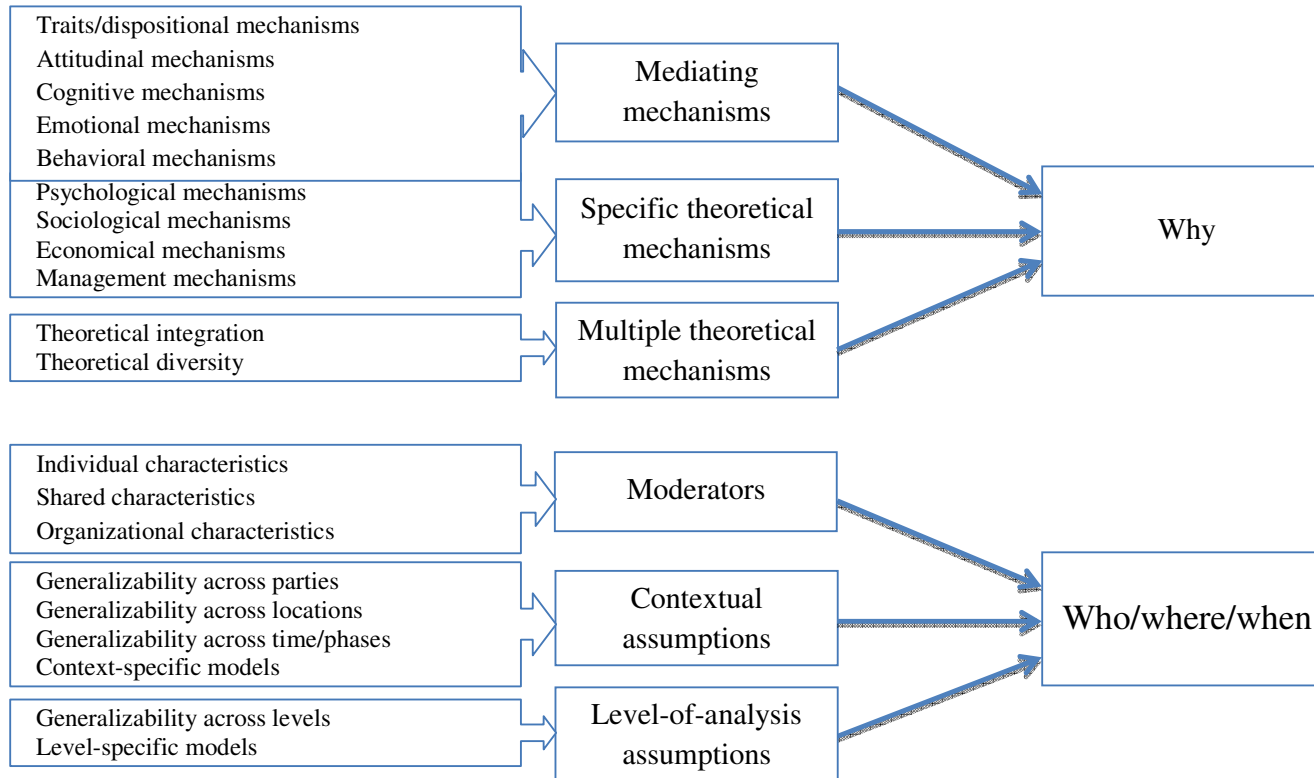 Traits/dispositional mechanisms
Attitudinal mechanisms
Cognitive mechanisms
Emotional mechanisms
Behavioral mechanisms
Mediating
mechanisms
Psychological mechanisms
Sociological mechanisms
Economical mechanisms
Management mechanisms
Specific theoretical
mechanisms
Theoretical integration
Theoretical diversity
Multiple theoretical
mechanisms
Why
Individual characteristics
Shared characteristics
Organizational characteristics
Moderators
Generalizability across parties
Generalizability across locations
Generalizability across time/phases
Context-specific models
Contextual
assumptions
Generalizability across levels
Level-specific models
Level-of-analysis
assumptions
Who/where/when